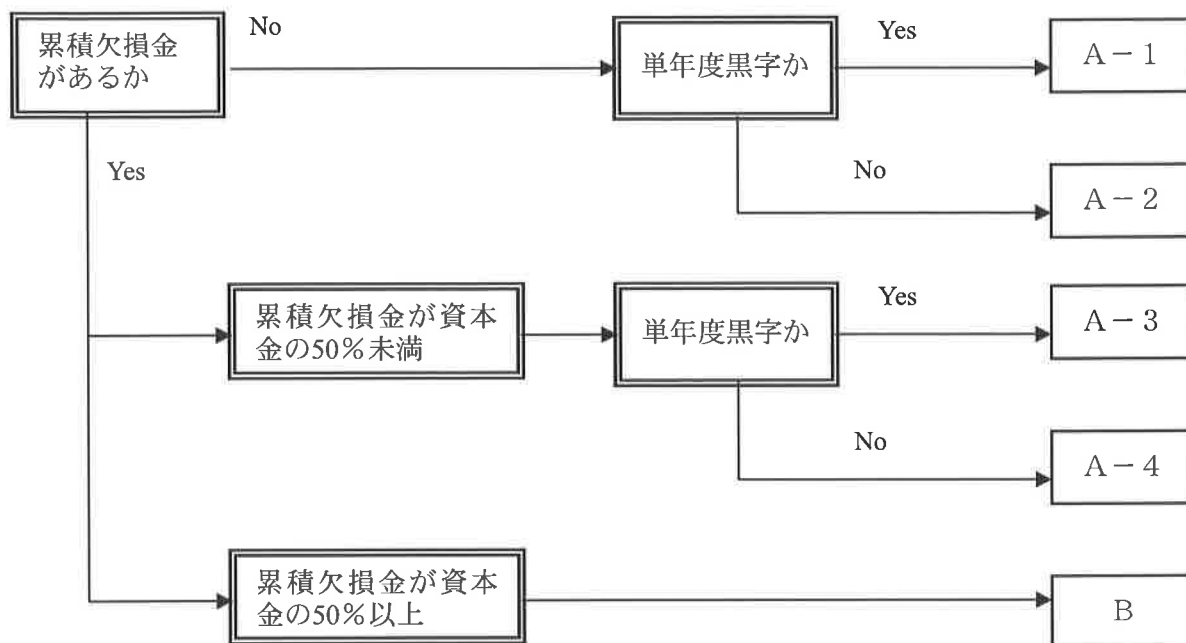 累積欠損金
があるか
No
単年度黒字か
Yes
A－1
No
A－2
Yes
累積欠損金が資本
金の50％未満
単年度黒字か
Yes
A－3
No
A－4
累積欠損金が資本
金の50％以上
B